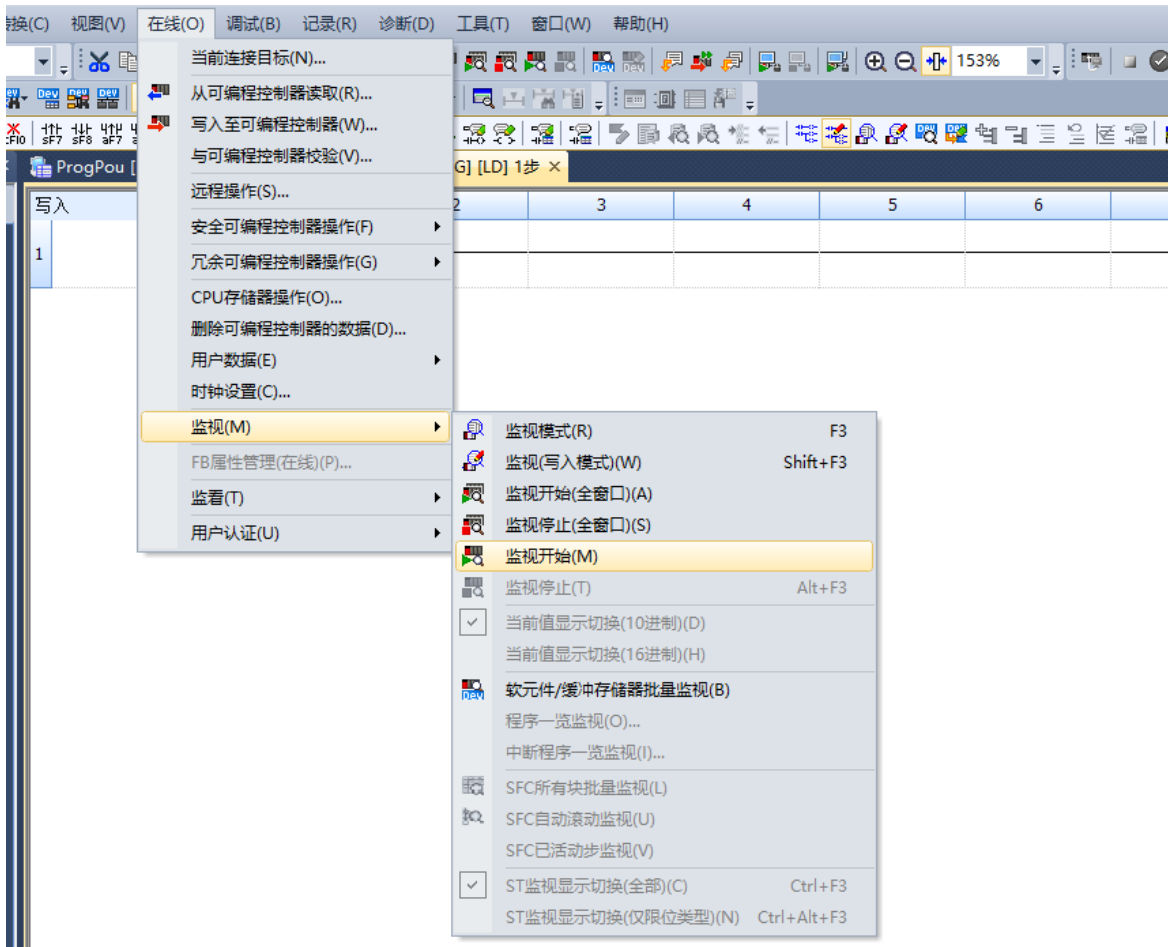 转换(C) 视图(V) 在线(O) 调试(B) 记录(R) 诊断(D) 工具(T) 窗口(W) 帮助(H)
当前连接目标(N)...
153%
从可编程控制器读取(R)...
写入至可编程控制器(W)...
sF7 sF8 aF7
与可编程控制器校验(V)...
ProgPou [
G] [LD] 1步
远程操作(S)...
写入
2 3 4 5 6
安全可编程控制器操作(F)
1
冗余可编程控制器操作(G)
CPU存储器操作(O)...
删除可编程控制器的数据(D)...
用户数据(E)
时钟设置(C)...
监视(M)
FB属性管理(在线)(P)...
监看(T)
用户认证(U)
监视模式(R) F3
监视(写入模式)(W) Shift+F3
监视开始(全窗口)(A)
监视停止(全窗口)(S)
监视开始(M)
监视停止(T) Alt+F3
当前值显示切换(10进制)(D)
当前值显示切换(16进制)(H)
软元件/缓冲存储器批量监视(B)
程序一览监视(O)...
中断程序一览监视(I)...
SFC所有块批量监视(L)
SFC自动滚动监视(U)
SFC已活动步监视(V)
ST监视显示切换(全部)(C) Ctrl+F3
ST监视显示切换(仅限位类型)(N) Ctrl+Alt+F3